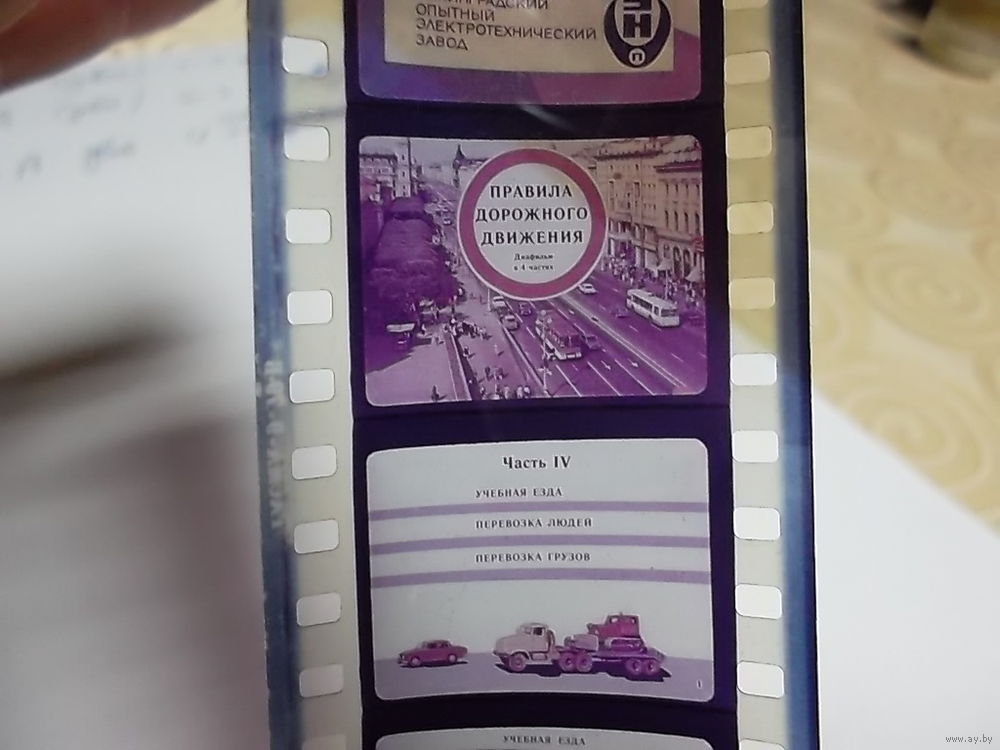 ОПЫТНЫЙ
ЭЛЕКТРОТЕХНИЧЕСКИЙ
ЗАВОД
П
ПРАВИЛА
ДОРОЖНОГО
ДВИЖЕНИЯ
Диафильм
в 4 частях
Часть IV
УЧЕБНАЯ ЕЗДА
ПЕРЕВОЗКА ЛЮДЕЙ
ПЕРЕВОЗКА ГРУЗОВ
1
УЧЕБНАЯ ЕЗДА
www.ay.by